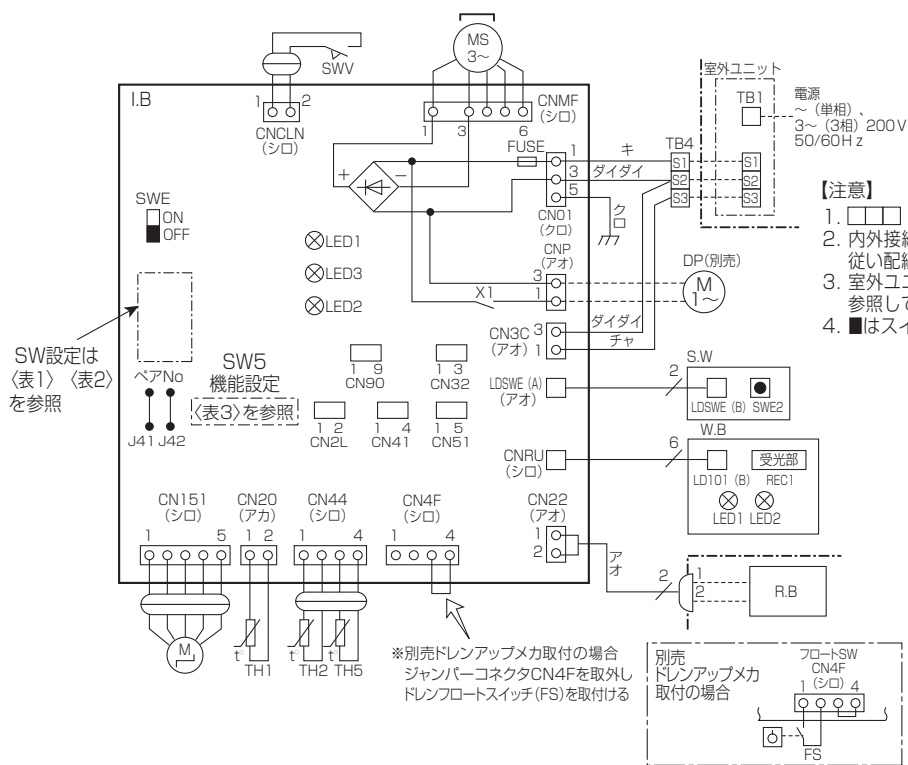 MS
3～
SWV
I.B
1 2
CNCLN
(シロ)
CNMF
(シロ)
1 3 6
FUSE
+ −
1
3
5
CN01
(クロ)
キ
ダイダイ
クロ
TB4
S1
S2
S3
室外ユニット
TB1
S1
S2
S3
電源
～（単相）、
3～（3相）200V
50/60Hz
【注意】
1.
2. 内外接続
従い配線
3. 室外ユニ
参照して
4. ■はスイ
SWE
ON
OFF
LED1
LED3
LED2
CNP
(アオ)
3
1
X1
DP(別売)
M
1～
CN3C
(アオ)
3
1
ダイダイ
チャ
SW設定は
〈表1〉〈表2〉
を参照
ペアNo
J41 J42
SW5
機能設定
〈表3〉を参照
1 9
CN90
1 3
CN32
1 2
CN2L
1 4
CN41
1 5
CN51
LDSWE (A)
(アオ)
2
S.W
LDSWE (B) SWE2
CNRU
(シロ)
6
W.B
受光部
LD101 (B) REC1
LED1 LED2
CN151
(シロ)
1 5
M
CN20
(アカ)
1 2
t°
TH1
CN44
(シロ)
1 4
t° t°
TH2 TH5
CN4F
(シロ)
1 4
CN22
(アオ)
1
2
アオ
2
1
2
R.B
※別売ドレンアップメカ取付の場合
ジャンパーコネクタCN4Fを取外し
ドレンフロートスイッチ(FS)を取付ける
別売
ドレンアップメカ
取付の場合
フロートSW
CN4F
(シロ)
1 4
FS